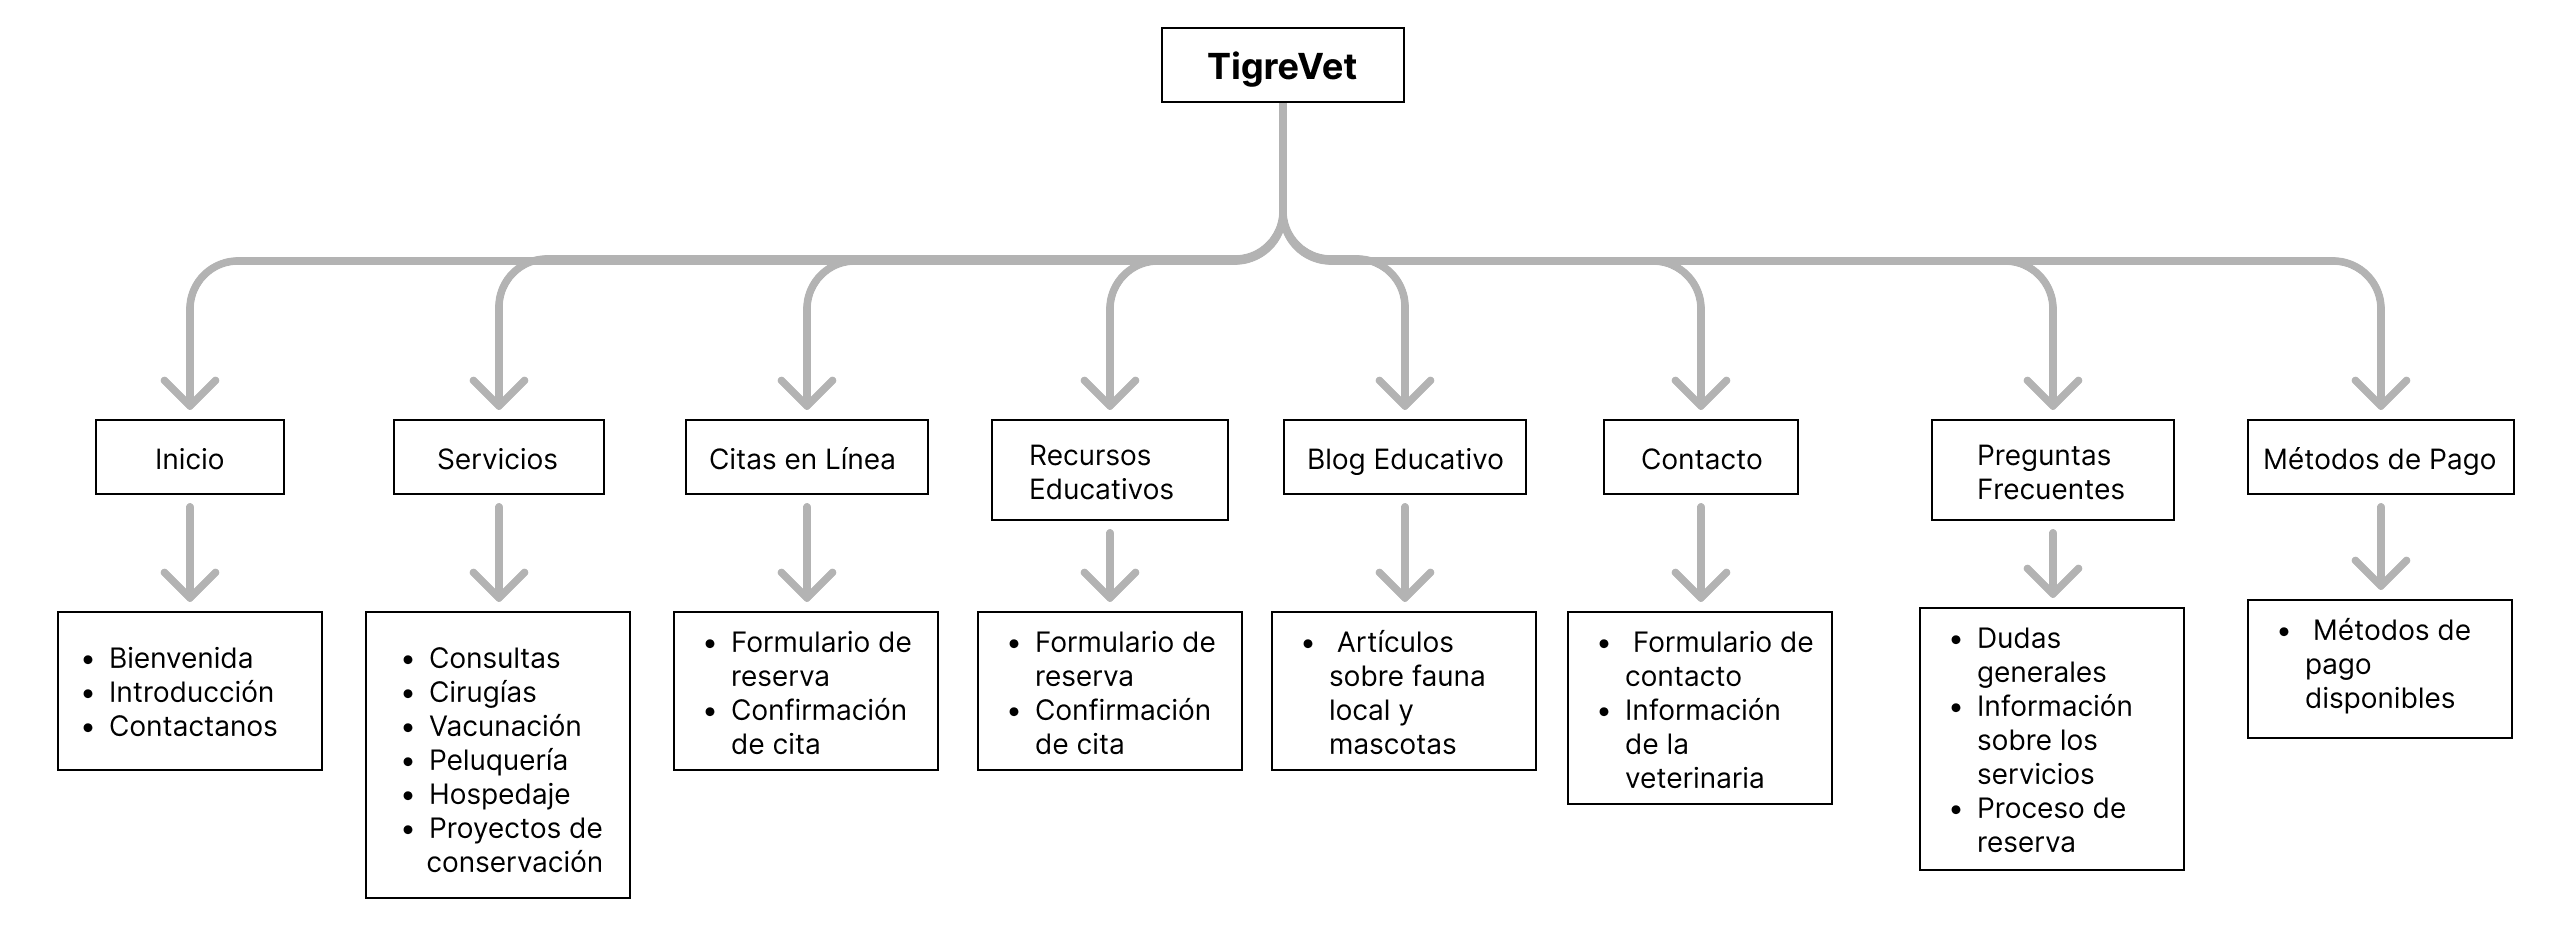 TigreVet
Inicio
Servicios
Citas en Línea
Recursos
Educativos
Blog Educativo
Contacto
Preguntas
Frecuentes
Métodos de Pago
• Bienvenida
• Introducción
• Contactanos
• Consultas
• Cirugías
• Vacunación
• Peluquería
• Hospedaje
• Proyectos de
conservación
• Formulario de
reserva
• Confirmación
de cita
• Formulario de
reserva
• Confirmación
de cita
• Artículos
sobre fauna
local y
mascotas
• Formulario de
contacto
• Información
de la
veterinaria
• Dudas
generales
• Información
sobre los
servicios
• Proceso de
reserva
• Métodos de
pago
disponibles